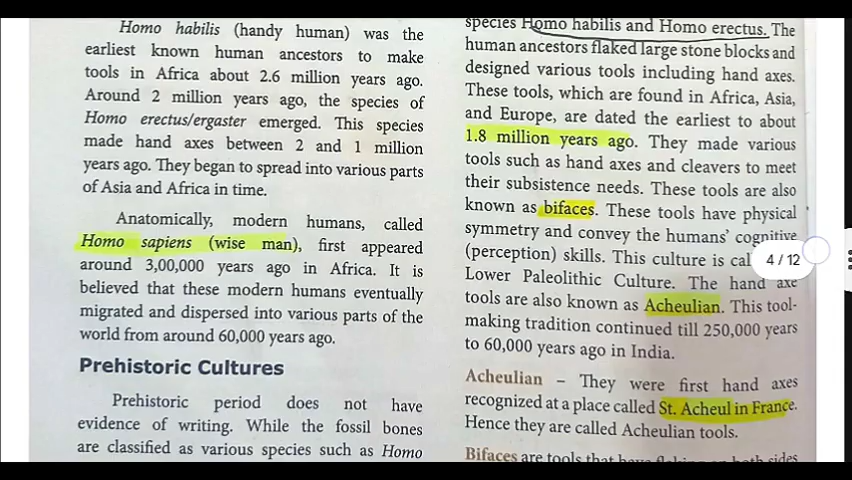 Homo habilis (handy human) was the
earliest known human ancestors to make
tools in Africa about 2.6 million years ago.
Around 2 million years ago, the species of
Homo erectus/ergaster emerged. This species
made hand axes between 2 and 1 million
years ago. They began to spread into various parts
of Asia and Africa in time.
Anatomically, modern humans, called
Homo sapiens (wise man), first appeared
around 3,00,000 years ago in Africa. It is
believed that these modern humans eventually
migrated and dispersed into various parts of the
world from around 60,000 years ago.
Prehistoric Cultures
Prehistoric period does not have
evidence of writing. While the fossil bones
are classified as various species such as Homo
species Homo habilis and Homo erectus. The
human ancestors flaked large stone blocks and
designed various tools including hand axes.
These tools, which are found in Africa, Asia,
and Europe, are dated the earliest to about
1.8 million years ago. They made various
tools such as hand axes and cleavers to meet
their subsistence needs. These tools are also
known as bifaces. These tools have physical
symmetry and convey the humans' cognitive
(perception) skills. This culture is
Lower Paleolithic Culture. The hand axe
tools are also known as Acheulian. This tool-
making tradition continued till 250,000 years
to 60,000 years ago in India.
Acheulian – They were first hand axes
recognized at a place called St. Acheul in France.
Hence they are called Acheulian tools.
Bifaces are tools that have flaking on both sides
4/12